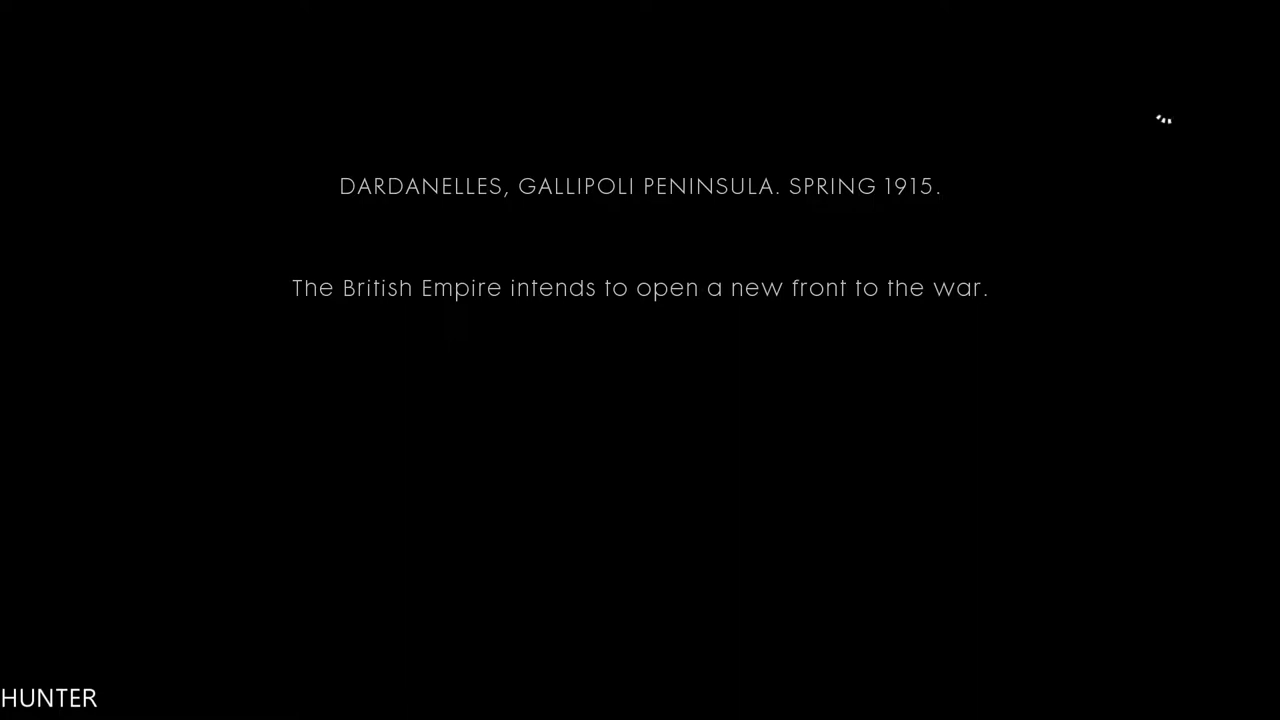 DARDANELLES, GALLIPOLI PENINSULA. SPRING 1915.
The British Empire intends to open a new front to the war.
HUNTER